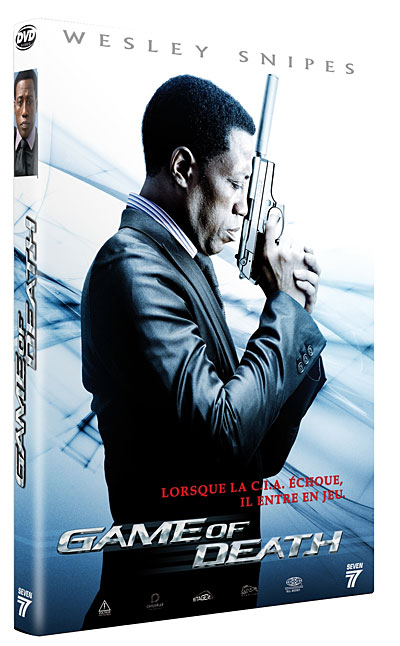 DVD
WESLEY SNIPES
GAME OF DEATH
LORSQUE LA C.I.A. ÉCHOUE,
IL ENTRE EN JEU.
GAME OF
DEATH
SEVEN
7
SEVEN
7